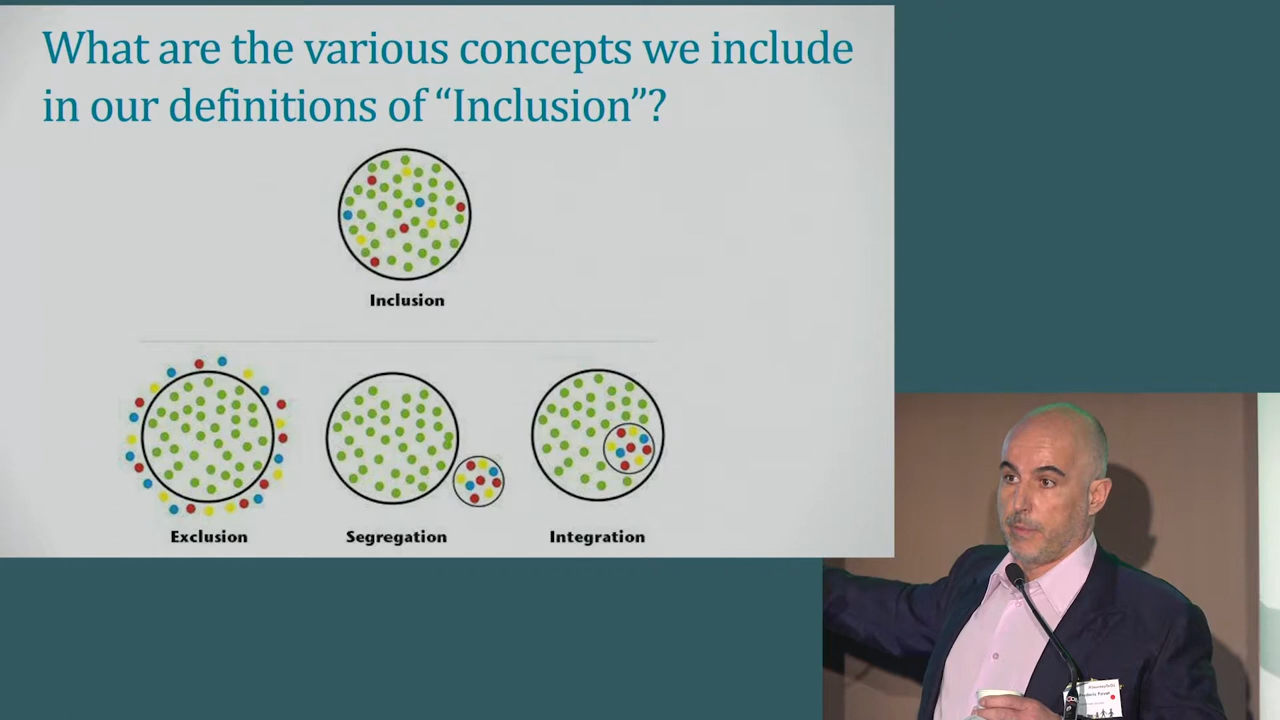 What are the various concepts we include
in our definitions of “Inclusion”?
Inclusion
Exclusion
Segregation
Integration